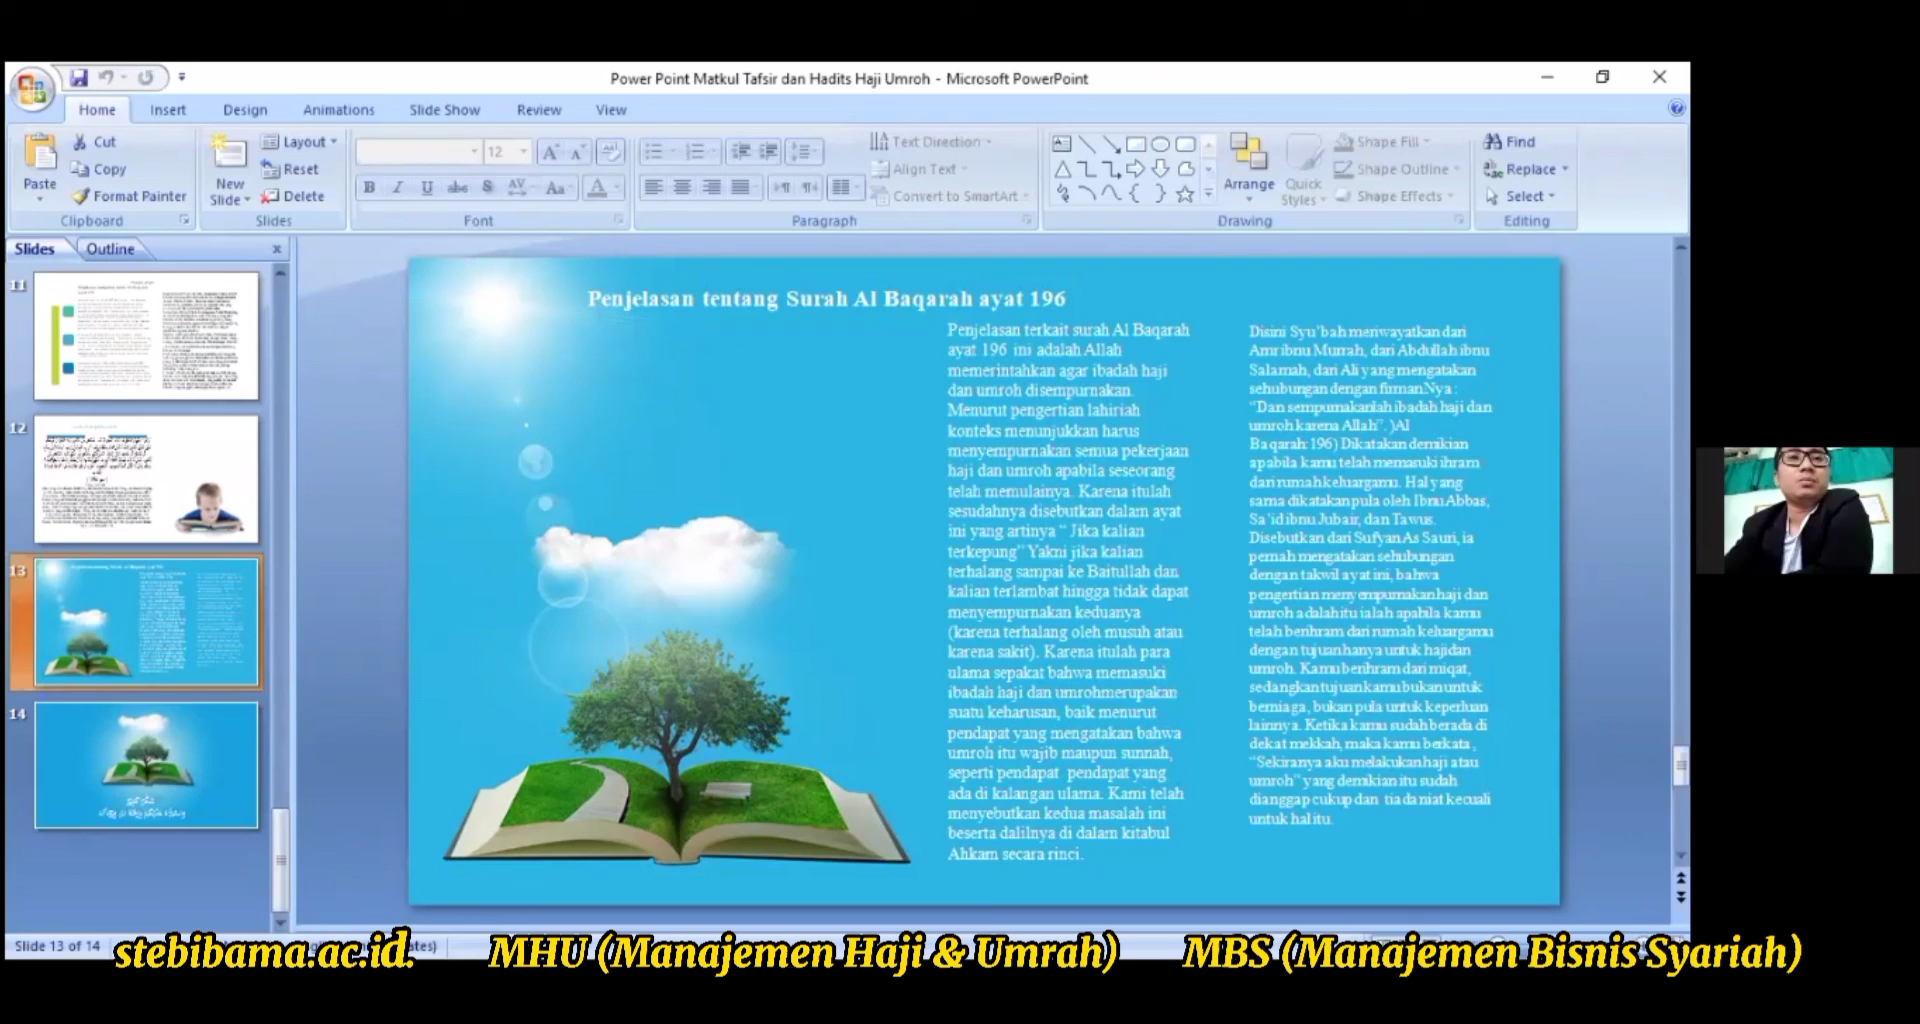 Power Point Matkul Tafsir dan Hadits Haji Umroh - Microsoft PowerPoint
Home Insert Design Animations Slide Show Review View
Paste
Cut
Copy
Format Painter
Clipboard
New Slide
Layout
Reset
Delete
Slides
12
Font
Text Direction
Align Text
Convert to SmartArt
Paragraph
Arrange
Quick Styles
Shape Fill
Shape Outline
Shape Effects
Drawing
Find
Replace
Select
Editing
Slides Outline
11
12
13
14
Penjelasan tentang Surah Al Baqarah ayat 196
Penjelasan terkait surah Al Baqarah
ayat 196 ini adalah Allah
memerintahkan agar ibadah haji
dan umroh disempurnakan.
Menurut pengertian lahiriah
konteks menunjukkan harus
menyempurnakan semua pekerjaan
haji dan umroh apabila seseorang
telah memulainya. Karena itulah
sesudahnya disebutkan dalam ayat
ini yang artinya “ Jika kalian
terkepung” Yakni jika kalian
terhalang sampai ke Baitullah dan
kalian terlambat hingga tidak dapat
menyempurnakan keduanya
(karena terhalang oleh musuh atau
karena sakit). Karena itulah para
ulama sepakat bahwa memasuki
ibadah haji dan umrohmerupakan
suatu keharusan, baik menurut
pendapat yang mengatakan bahwa
umroh itu wajib maupun sunnah,
seperti pendapat pendapat yang
ada di kalangan ulama. Kami telah
menyebutkan kedua masalah ini
beserta dalilnya di dalam kitabul
Ahkam secara rinci.
Disini Syu’bah meriwayatkan dari
Amr ibnu Murrah, dari Abdullah ibnu
Salamah, dari Ali yang mengatakan
sehubungan dengan firmanNya :
“Dan sempurnakanlah ibadah haji dan
umroh karena Allah”. )Al
Baqarah: 196) Dikatakan demikian
apabila kamu telah memasuki ihram
dari rumah keluargamu. Hal yang
sama dikatakan pula oleh Ibnu Abbas,
Sa’id ibnu Jubair, dan Tawus.
Disebutkan dari Sufyan As Sauri, ia
pernah mengatakan sehubungan
dengan takwil ayat ini, bahwa
pengertian menyempurnakan haji dan
umroh adalah itu ialah apabila kamu
telah berihram dari rumah keluargamu
dengan tujuan hanya untuk haji dan
umroh. Kamu berihram dari miqat,
sedangkan tujuan kamu bukan untuk
berniaga, bukan pula untuk keperluan
lainnya. Ketika kamu sudah berada di
dekat mekkah, maka kamu berkata ,
“Sekiranya aku melakukan haji atau
umroh” yang demikian itu sudah
dianggap cukup dan tiada niat kecuali
untuk hal itu.
Slide 13 of 14
stebibama.ac.id. MHU (Manajemen Haji & Umrah) MBS (Manajemen Bisnis Syariah)